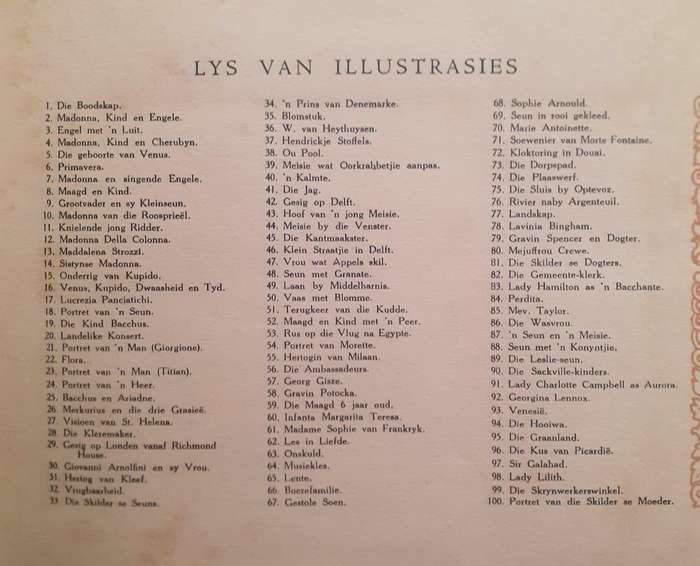 LYS VAN ILLUSTRASIES
1. Die Boodskap.
2. Madonna, Kind en Engele.
3. Engel met 'n Luit.
4. Madonna, Kind en Cherubyn.
5. Die geboorte van Venus.
6. Primavera.
7. Madonna en singende Engele.
8. Maagd en Kind.
9. Grootvader en sy Kleinseun.
10. Madonna van die Roosprieël.
11. Knielende jong Ridder.
12. Madonna Della Colonna.
13. Maddalena Strozzi.
14. Sistynse Madonna.
15. Onderrig van Kupido.
16. Venus, Kupido, Dwaasheid en Tyd.
17. Lucrezia Panciatichi.
18. Portret van 'n Seun.
19. Die Kind Bacchus.
20. Landelike Konsert.
21. Portret van 'n Man (Giorgione).
22. Flora.
23. Portret van 'n Man (Titian).
24. Portret van 'n Heer.
25. Bacchus en Ariadne.
26. Merkurius en die drie Grasieë.
27. Visioen van St. Helena.
28. Die Kleremaker.
29. Gesig op Londen vanaf Richmond
House.
30. Giovanni Arnolfini en sy Vrou.
31. Hertog van Kleef.
32. Vrugbaarheid.
33. Die Skilder se Seuns.
34. 'n Prins van Denemarke.
35. Blomstuk.
36. W. van Heythuysen.
37. Hendrickje Stoffels.
38. Ou Pool.
39. Meisie wat Oorkrabbetjie aanpas.
40. 'n Kalmte.
41. Die Jag.
42. Gesig op Delft.
43. Hoof van 'n jong Meisie.
44. Meisie by die Venster.
45. Die Kantmaakster.
46. Klein Straatjie in Delft.
47. Vrou wat Appels skil.
48. Seun met Granate.
49. Laan by Middelharnis.
50. Vaas met Blomme.
51. Terugkeer van die Kudde.
52. Maagd en Kind met 'n Peer.
53. Rus op die Vlug na Egypte.
54. Portret van Morette.
55. Hertogin van Milaan.
56. Die Ambassadeurs.
57. Georg Gisze.
58. Gravin Potocka.
59. Die Maagd 6 jaar oud.
60. Infanta Margarita Teresa.
61. Madame Sophie van Frankryk.
62. Les in Liefde.
63. Onskuld.
64. Musiekles.
65. Lente.
66 Boerefamilie.
67. Gestole Soen.
68. Sophie Arnould.
69. Seun in rooi gekleed.
70. Marie Antoinette.
71. Soewenier van Morte Fontaine.
72. Kloktoring in Douai.
73. Die Dorpspad.
74. Die Plaaswerf.
75. Die Sluis by Optevoz.
76. Rivier naby Argenteuil.
77. Landskap.
78. Lavinia Bingham.
79. Gravin Spencer en Dogter.
80. Mejuffrou Crewe.
81. Die Skilder se Dogters.
82. Die Gemeente-klerk.
83. Lady Hamilton as 'n Bacchante.
84. Perdita.
85. Mev. Taylor.
86. Die Wasvrou.
87. 'n Seun en 'n Meisie.
88. Seun met 'n Konyntjie.
89. Die Leslie-seun.
90. Die Sackville-kinders.
91. Lady Charlotte Campbell as Aurora.
92. Georgina Lennox.
93. Venesië.
94. Die Hooiwa.
95. Die Graanland.
96. Die Kus van Picardië.
97. Sir Galahad.
98. Lady Lilith.
99. Die Skrynwerkerswinkel.
100. Portret van die Skilder se Moeder.